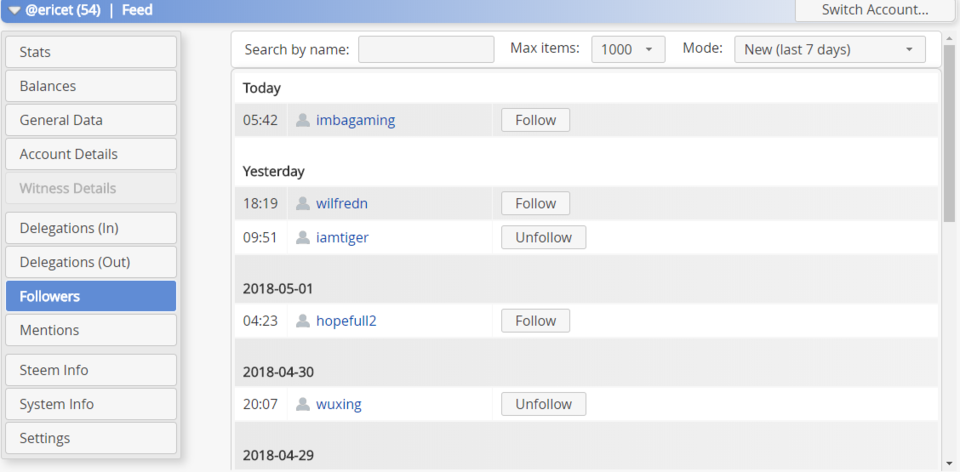 @ericet (54) | Feed
Switch Account...
Stats
Balances
General Data
Account Details
Witness Details
Delegations (In)
Delegations (Out)
Followers
Mentions
Steem Info
System Info
Settings
Search by name: Max items: 1000 Mode: New (last 7 days)
Today
05:42 imbagaming Follow
Yesterday
18:19 wilfredn Follow
09:51 iamtiger Unfollow
2018-05-01
04:23 hopefull2 Follow
2018-04-30
20:07 wuxing Unfollow
2018-04-29